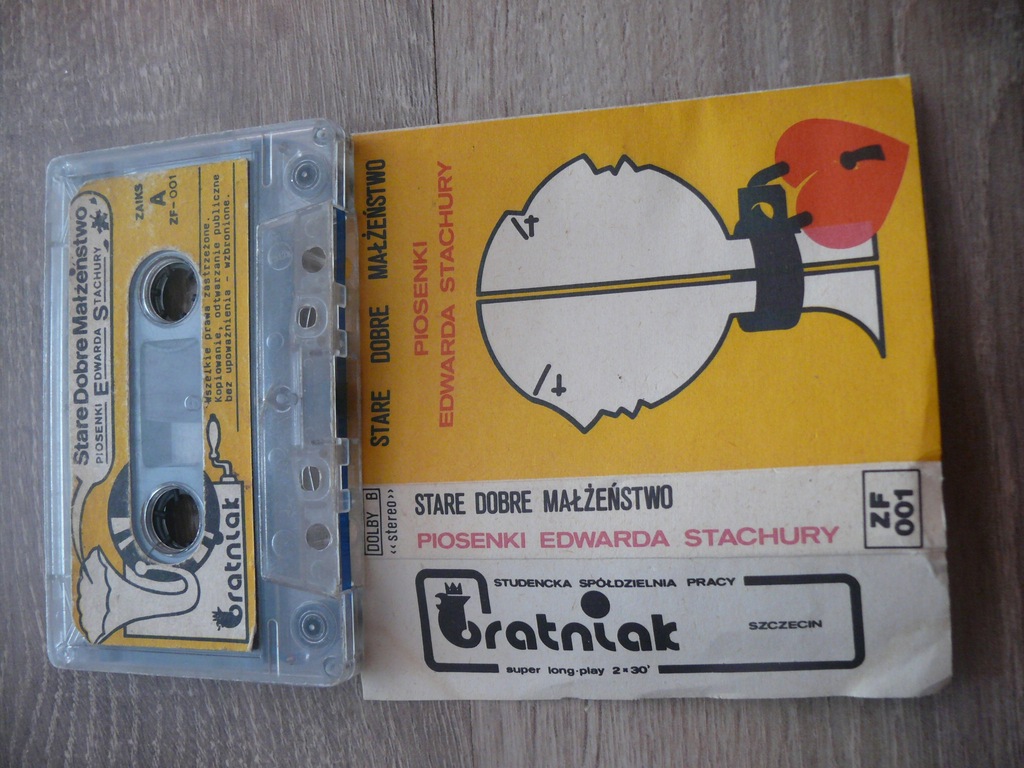 Stare Dobre Małżeństwo
PIOSENKI EDWARDA STACHURY
ZAIKS
A
ZF-001
Wszelkie prawa zastrzeżone.
Kopiowanie, odtwarzanie publiczne
bez upoważnienia - wzbronione.
bratniak
STARE DOBRE MAŁŻEŃSTWO
PIOSENKI
EDWARDA STACHURY
DOLBY B
‹‹stereo››
STARE DOBRE MAŁŻEŃSTWO
PIOSENKI EDWARDA STACHURY
ZF
001
STUDENCKA SPÓŁDZIELNIA PRACY
bratniak
SZCZECIN
super long-play 2×30'